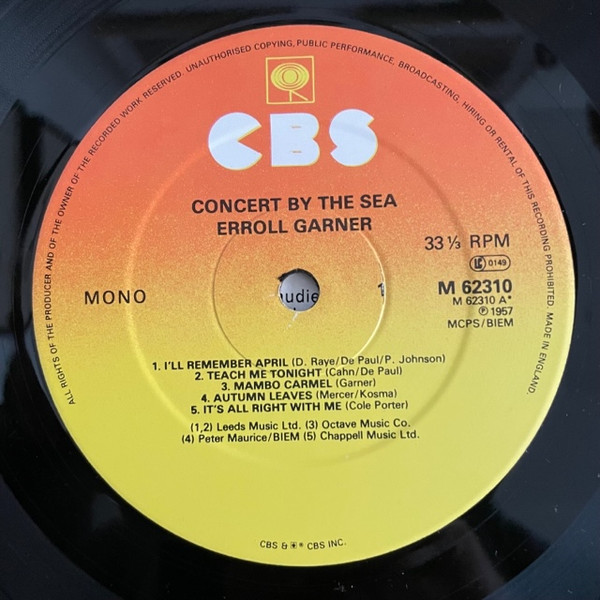 ALL RIGHTS OF THE PRODUCER AND OF THE OWNER OF THE RECORDED WORK RESERVED. UNAUTHORISED COPYING, PUBLIC PERFORMANCE, BROADCASTING, HIRING OR RENTAL OF THIS RECORDING PROHIBITED. MADE IN ENGLAND.
CBS
CONCERT BY THE SEA
ERROLL GARNER
33 ⅓ RPM
LC 0149
MONO
M 62310
M 62310 A*
℗ 1957
MCPS/BIEM
1. I'LL REMEMBER APRIL (D. Raye/De Paul/P. Johnson)
2. TEACH ME TONIGHT (Cahn/De Paul)
3. MAMBO CARMEL (Garner)
4. AUTUMN LEAVES (Mercer/Kosma)
5. IT'S ALL RIGHT WITH ME (Cole Porter)
(1,2) Leeds Music Ltd. (3) Octave Music Co.
(4) Peter Maurice/BIEM (5) Chappell Music Ltd.
CBS & ® CBS INC.